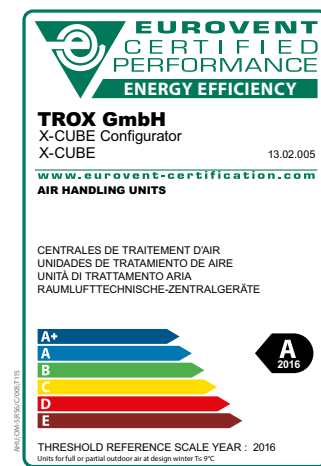 EUROVENT
CERTIFIED
PERFORMANCE
ENERGY EFFICIENCY
TROX GmbH
X-CUBE Configurator
X-CUBE 13.02.005
www.eurovent-certification.com
AIR HANDLING UNITS
CENTRALES DE TRAITEMENT D'AIR
UNIDADES DE TRATAMIENTO DE AIRE
UNITÀ DI TRATTAMENTO ARIA
RAUMLUFTTECHNISCHE-ZENTRALGERÄTE
A+
A
B
C
D
E
A
2016
THRESHOLD REFERENCE SCALE YEAR : 2016
Units for full or partial outdoor air at design winter T≤ 9°C